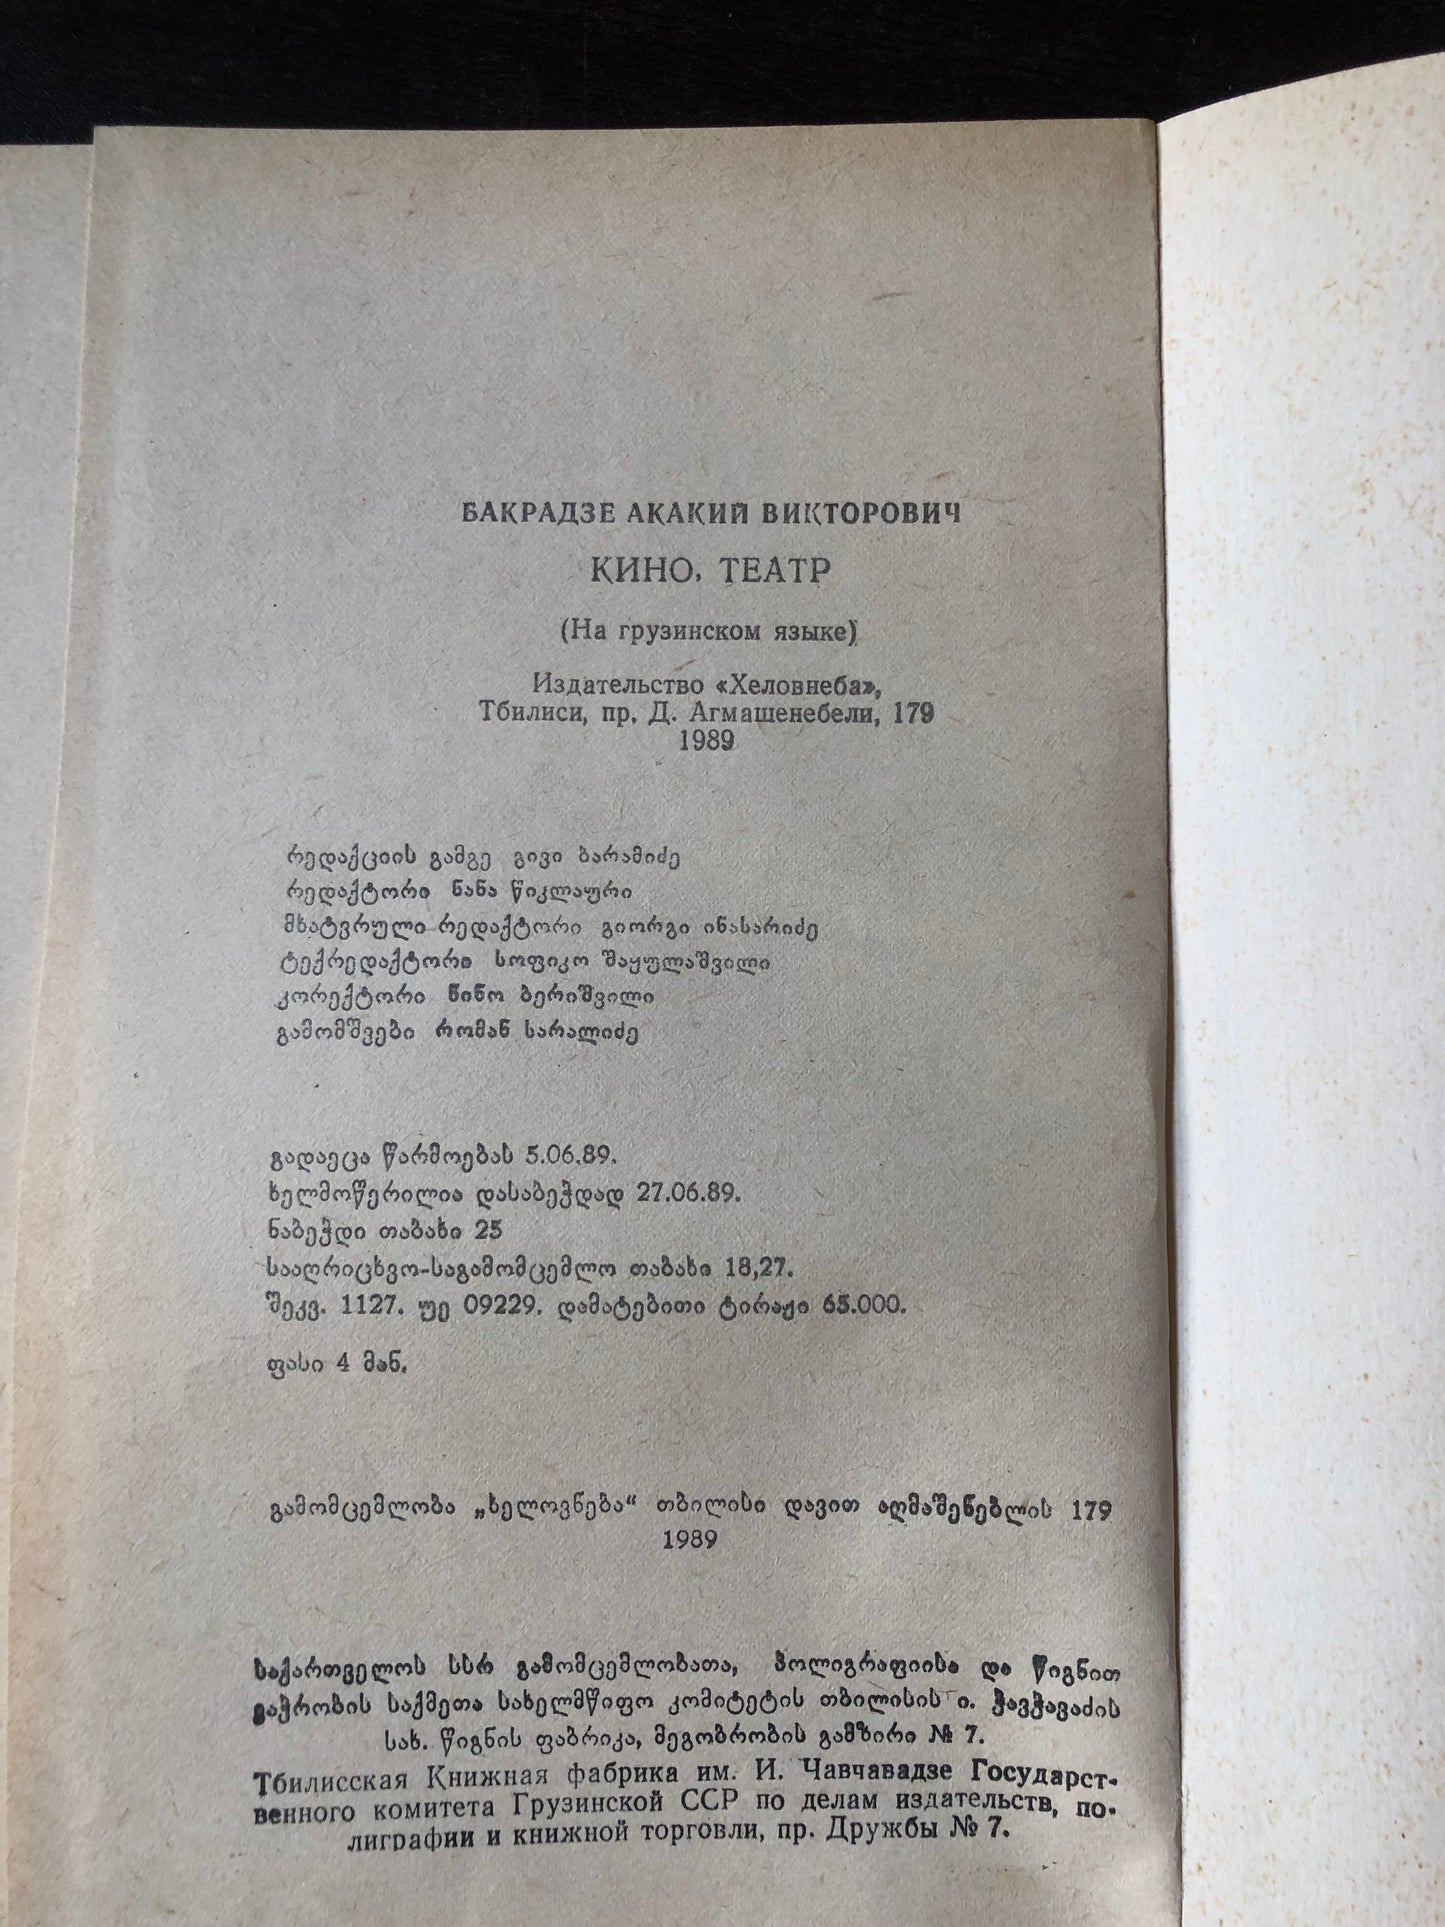 БАКРАДЗЕ АКАКИЙ ВИКТОРОВИЧ
КИНО, ТЕАТР
(На грузинском языке)
Издательство «Хеловнеба»,
Тбилиси, пр. Д. Агмашенебели, 179
1989
რედაქციის გამგე გივი ბარამიძე
რედაქტორი ნანა წიკლაური
მხატვრული რედაქტორი გიორგი ინასარიძე
ტექრედაქტორი სოფიკო შაყულაშვილი
კორექტორი ნინო ბერიშვილი
გამომშვები რომან სარალიძე
გადაეცა წარმოებას 5.06.89.
ხელმოწერილია დასაბეჭდად 27.06.89.
ნაბეჭდი თაბახი 25
სააღრიცხვო-საგამომცემლო თაბახი 18,27.
შეკვ. 1127. უე 09229. დამატებითი ტირაჟი 65.000.
ფასი 4 მან.
გამომცემლობა „ხელოვნება“ თბილისი დავით აღმაშენებლის 179
1989
საქართველოს სსრ გამომცემლობათა, პოლიგრაფიისა და წიგნით
ვაჭრობის საქმეთა სახელმწიფო კომიტეტის თბილისის ი. ჭავჭავაძის
სახ. წიგნის ფაბრიკა, მეგობრობის გამზირი № 7.
Тбилисская Книжная фабрика им. И. Чавчавадзе Государст-
венного комитета Грузинской ССР по делам издательств, по-
лиграфии и книжной торговли, пр. Дружбы № 7.